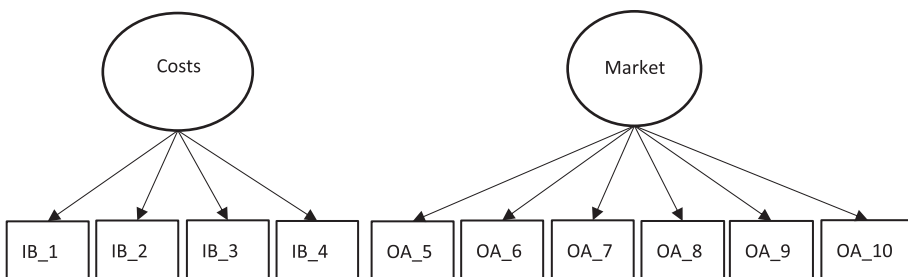 Costs
Market
IB_1
IB_2
IB_3
IB_4
OA_5
OA_6
OA_7
OA_8
OA_9
OA_10